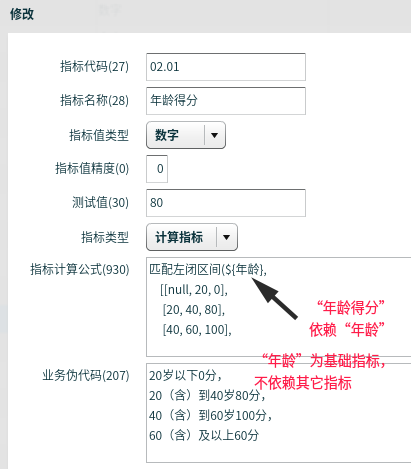 修改
指标代码(27) 02.01
指标名称(28) 年龄得分
指标值类型 数字
指标值精度(0) 0
测试值(30) 80
指标类型 计算指标
指标计算公式(930) 匹配左闭区间(${年龄},
[[null, 20, 0],
[20, 40, 80],
[40, 60, 100],
“年龄得分”
依赖“年龄”
“年龄”为基础指标，
不依赖其它指标
业务伪代码(207) 20岁以下0分，
20（含）到40岁80分，
40（含）到60岁100分，
60（含）及以上60分